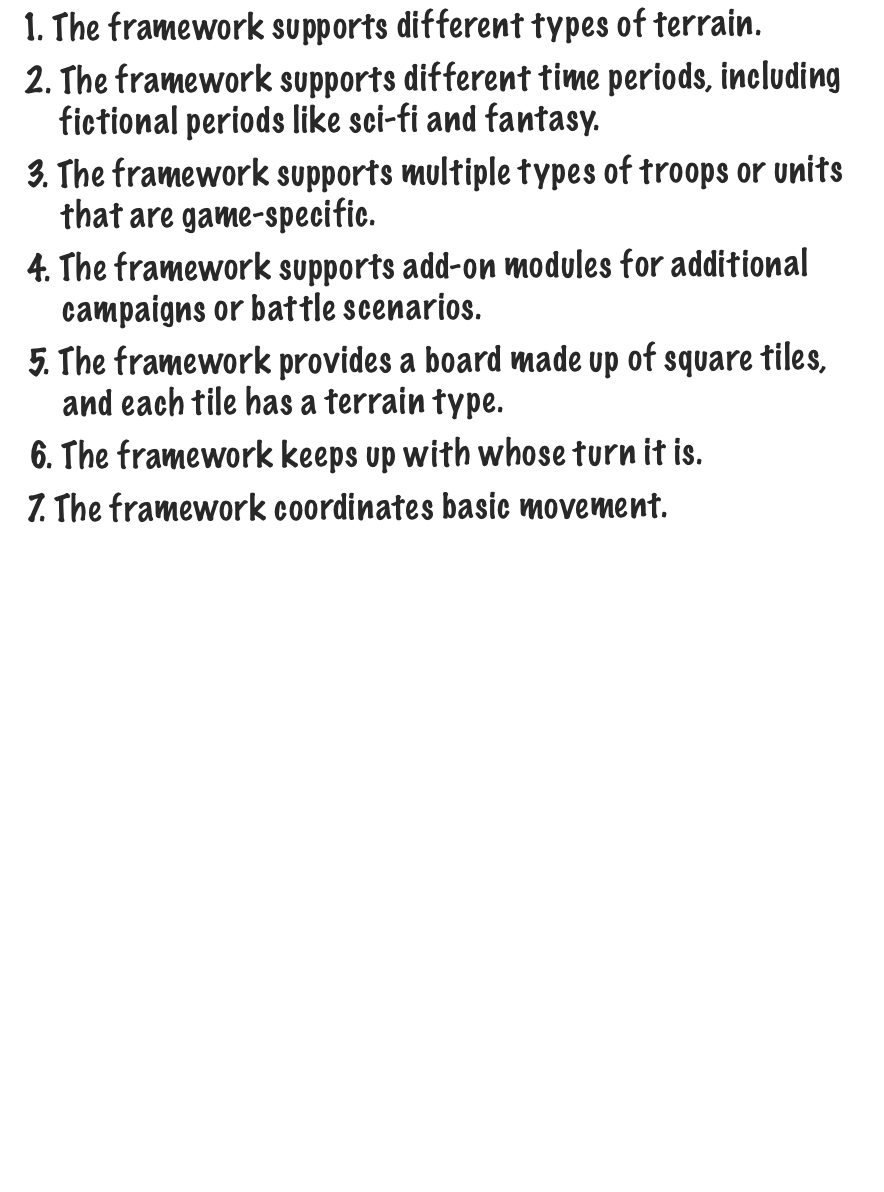 1. The framework supports different types of terrain.
2. The framework supports different time periods, including
fictional periods like sci-fi and fantasy.
3. The framework supports multiple types of troops or units
that are game-specific.
4. The framework supports add-on modules for additional
campaigns or battle scenarios.
5. The framework provides a board made up of square tiles,
and each tile has a terrain type.
6. The framework keeps up with whose turn it is.
7. The framework coordinates basic movement.